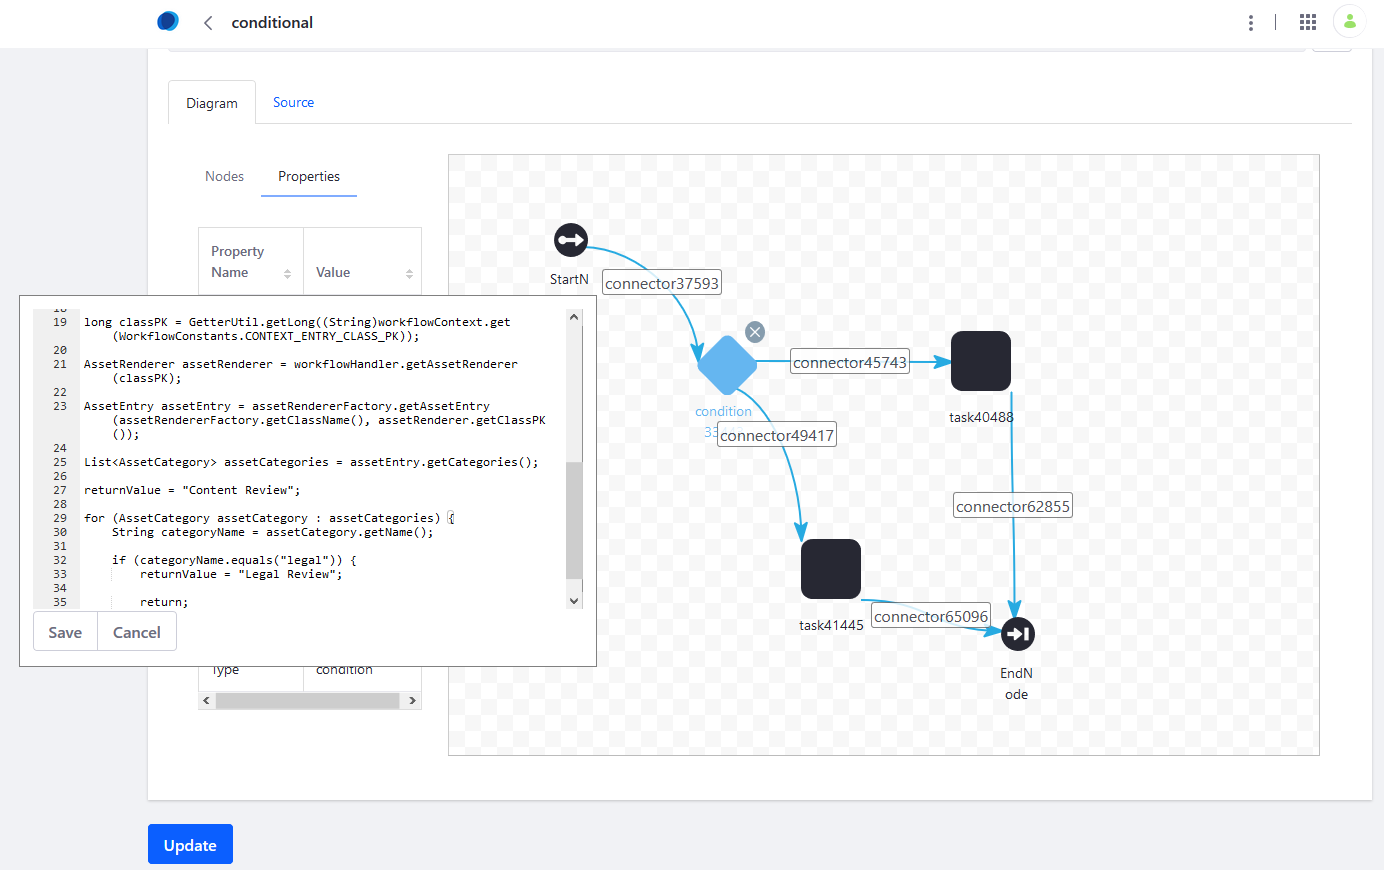 conditional
Diagram
Source
Nodes
Properties
Property Name
Value
StartN
connector37593
connector45743
condition
connector49417
task40488
connector62855
task41445
connector65096
EndN
ode
19 long classPK = GetterUtil.getLong((String)workflowContext.get
(WorkflowConstants.CONTEXT_ENTRY_CLASS_PK));
20
21 AssetRenderer assetRenderer = workflowHandler.getAssetRenderer
(classPK);
22
23 AssetEntry assetEntry = assetRendererFactory.getAssetEntry
(assetRendererFactory.getClassName(), assetRenderer.getClassPK
());
24
25 List<AssetCategory> assetCategories = assetEntry.getCategories();
26
27 returnValue = "Content Review";
28
29 for (AssetCategory assetCategory : assetCategories) {
30 String categoryName = assetCategory.getName();
31
32 if (categoryName.equals("legal")) {
33 returnValue = "Legal Review";
34
35 return;
Save
Cancel
Type
condition
Update